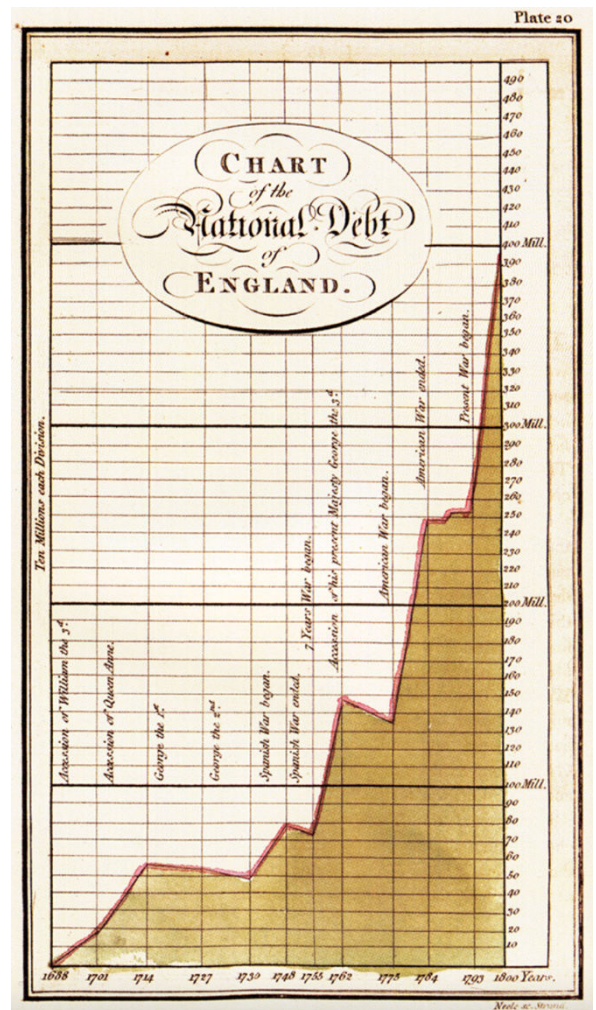 Plate 20
CHART
of the
National Debt
of
ENGLAND.
Ten Millions each Division.
Accession of William the 3.d
Accession of Queen Anne.
George the 1.st
George the 2.nd
Spanish War began.
Spanish War ended.
7 Years War began.
Accession of his present Majesty George the 3.d
American War began.
American War ended.
Present War began.
490
480
470
460
450
440
430
420
410
400 Mill.
390
380
370
360
350
340
330
320
310
300 Mill.
290
280
270
260
250
240
230
220
210
200 Mill.
190
180
170
160
150
140
130
120
110
100 Mill.
90
80
70
60
50
40
30
20
10
1688 1701 1714 1727 1739 1748 1755 1762 1775 1784 1793 1800 Years.
Neele sc. Strand.